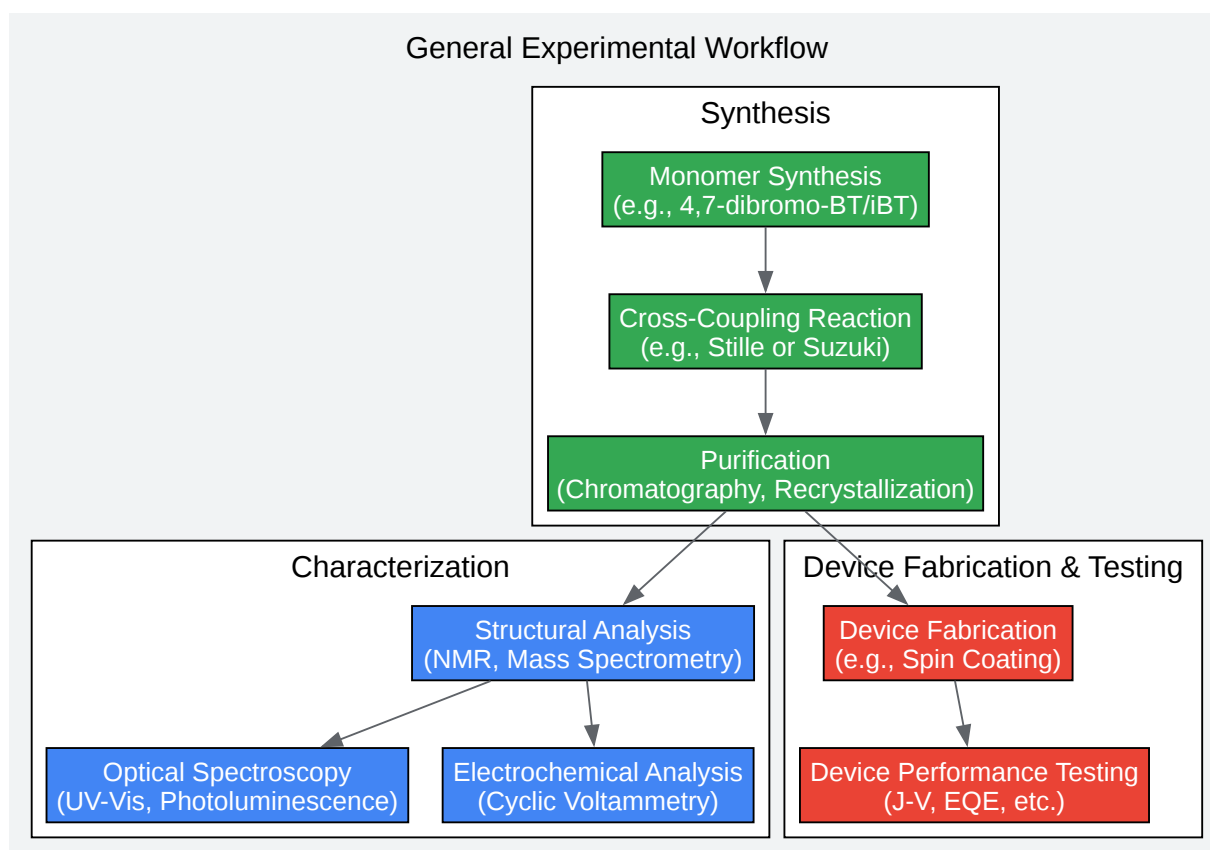 General Experimental Workflow
Synthesis
Monomer Synthesis
(e.g., 4,7-dibromo-BT/iBT)
Cross-Coupling Reaction
(e.g., Stille or Suzuki)
Purification
(Chromatography, Recrystallization)
Characterization
Structural Analysis
(NMR, Mass Spectrometry)
Optical Spectroscopy
(UV-Vis, Photoluminescence)
Electrochemical Analysis
(Cyclic Voltammetry)
Device Fabrication & Testing
Device Fabrication
(e.g., Spin Coating)
Device Performance Testing
(J-V, EQE, etc.)